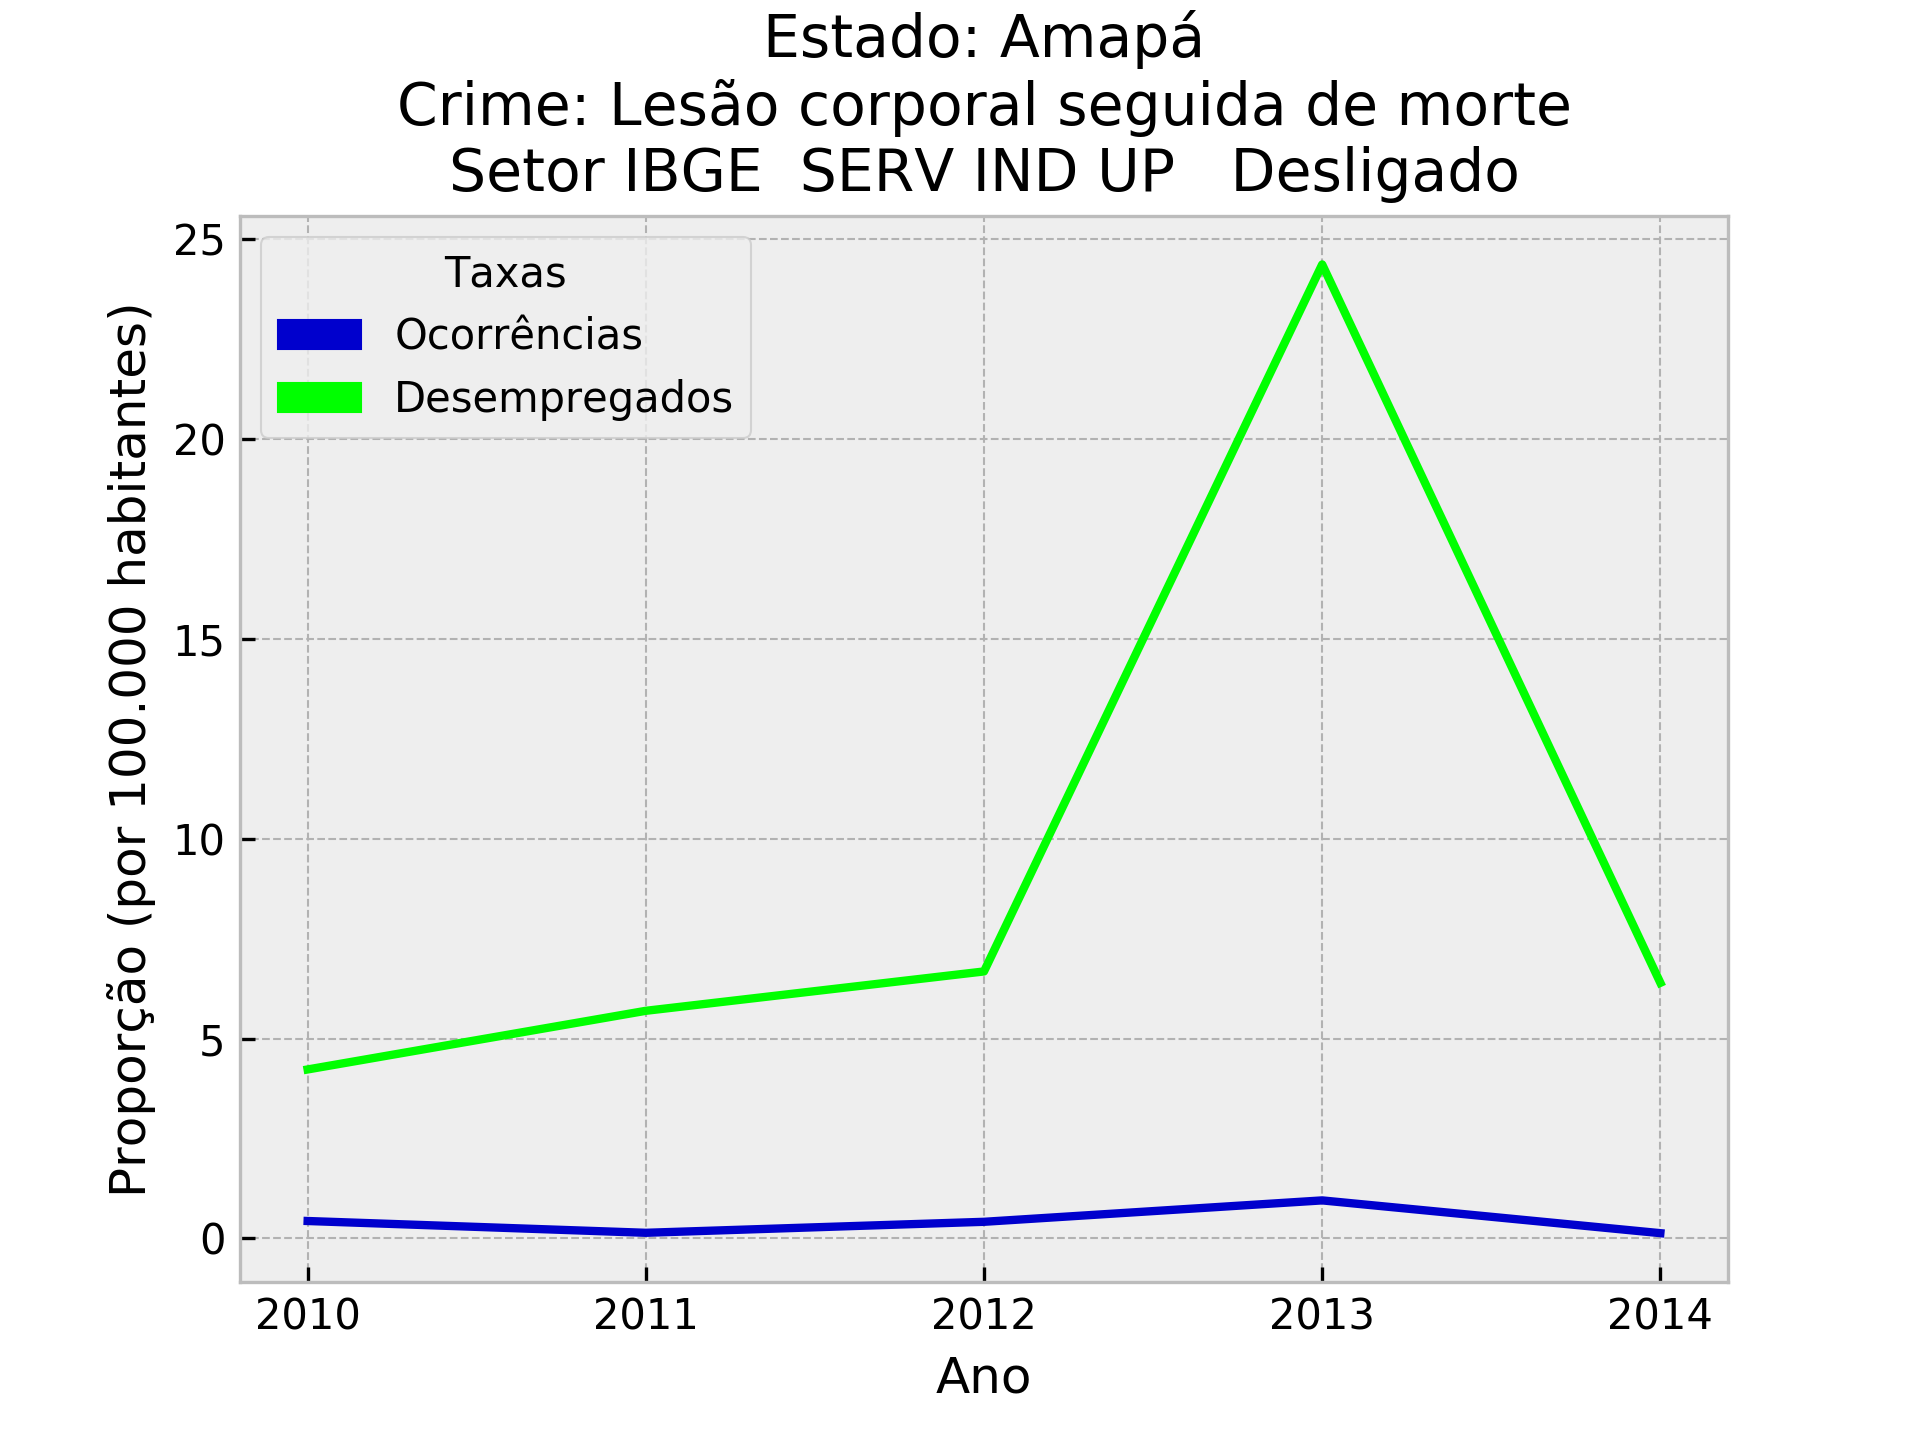 Estado: Amapá
Crime: Lesão corporal seguida de morte
Setor IBGE  SERV IND UP   Desligado
Proporção (por 100.000 habitantes)
25
20
15
10
5
0
Taxas
Ocorrências
Desempregados
2010
2011
2012
2013
2014
Ano